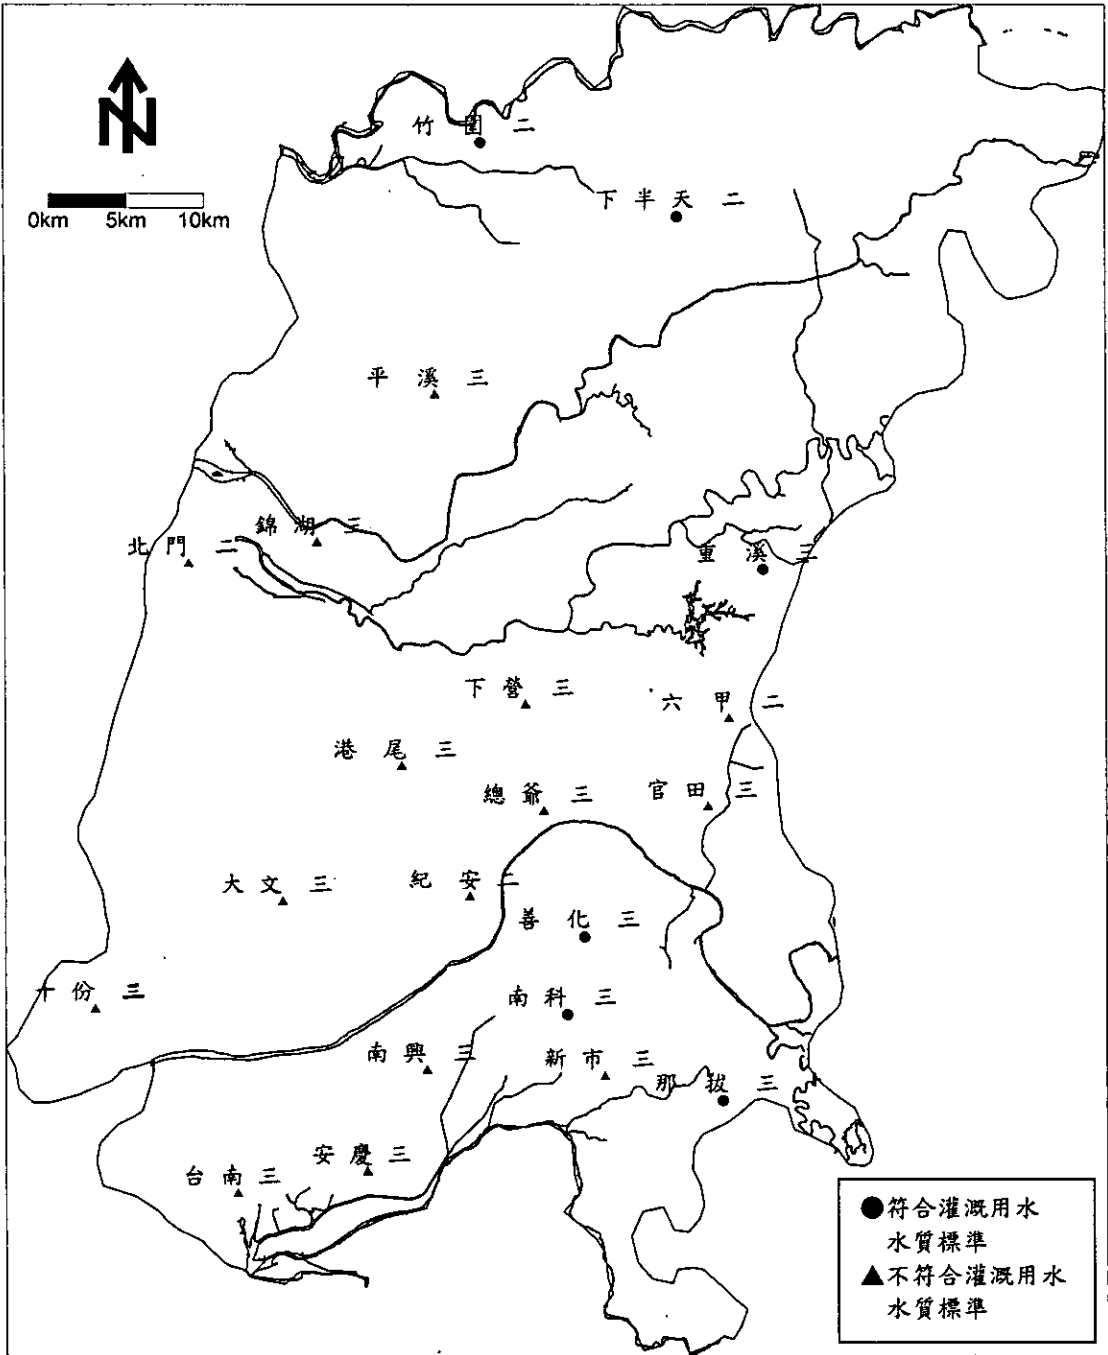 N
竹圍二
0km 5km 10km
下半天二
平溪三
錦湖三
北門二
重溪三
下營三
六甲二
港尾三
總爺三
官田三
大文三
紀安二
善化三
十份三
南科三
南興三
新市三
那拔三
安慶三
台南三
●符合灌溉用水
水質標準
▲不符合灌溉用水
水質標準